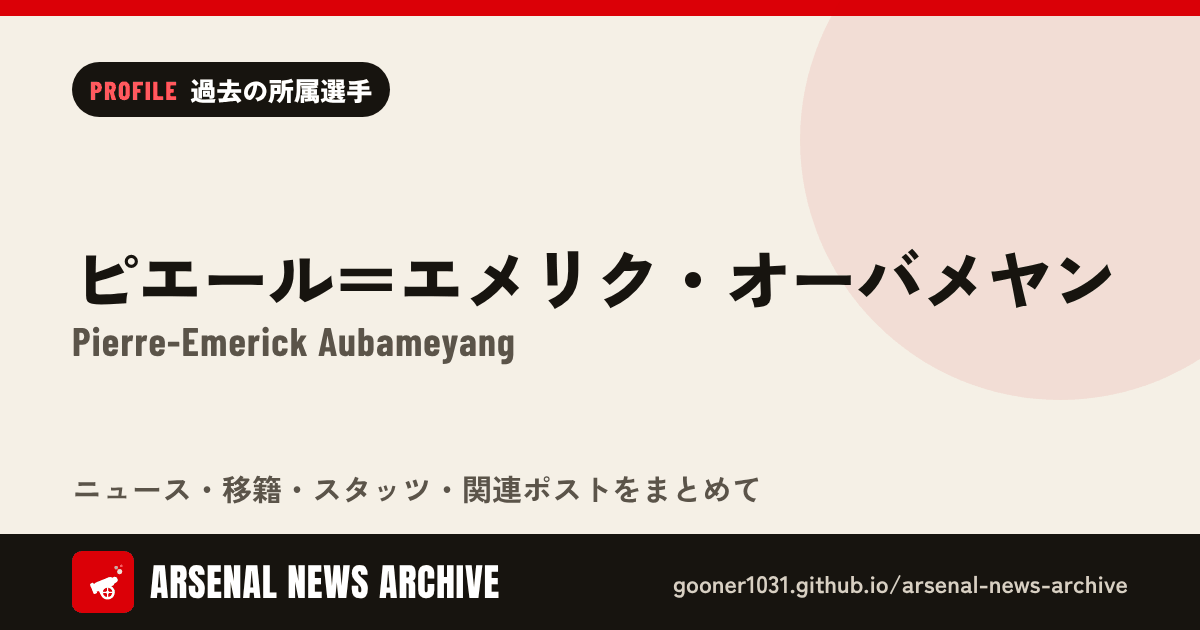 PROFILE 過去の所属選手
ピエール＝エメリク・オーバメヤン
Pierre-Emerick Aubameyang
ニュース・移籍・スタッツ・関連ポストをまとめて
ARSENAL NEWS ARCHIVE
gooner1031.github.io/arsenal-news-archive